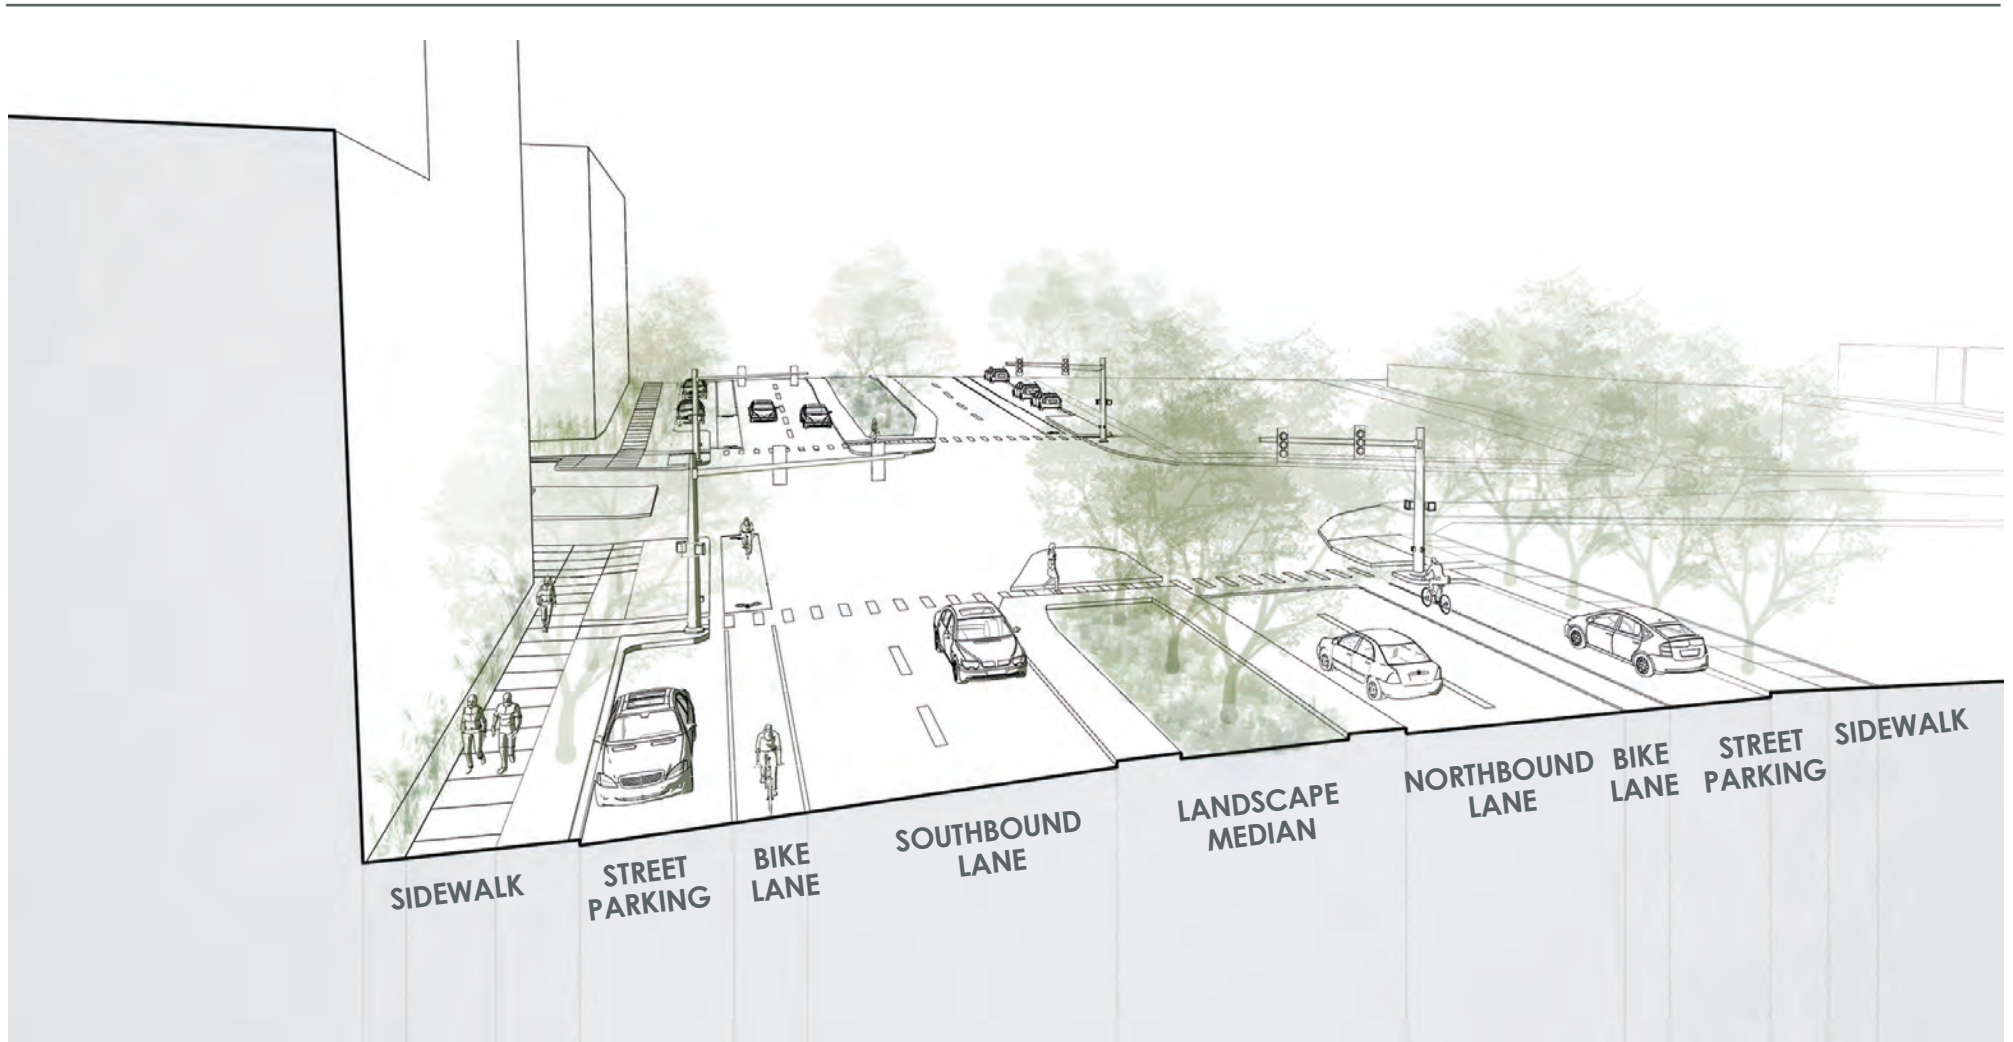 SIDEWALK
STREET
PARKING
BIKE
LANE
SOUTHBOUND
LANE
LANDSCAPE
MEDIAN
NORTHBOUND
LANE
BIKE
LANE
STREET
PARKING
SIDEWALK